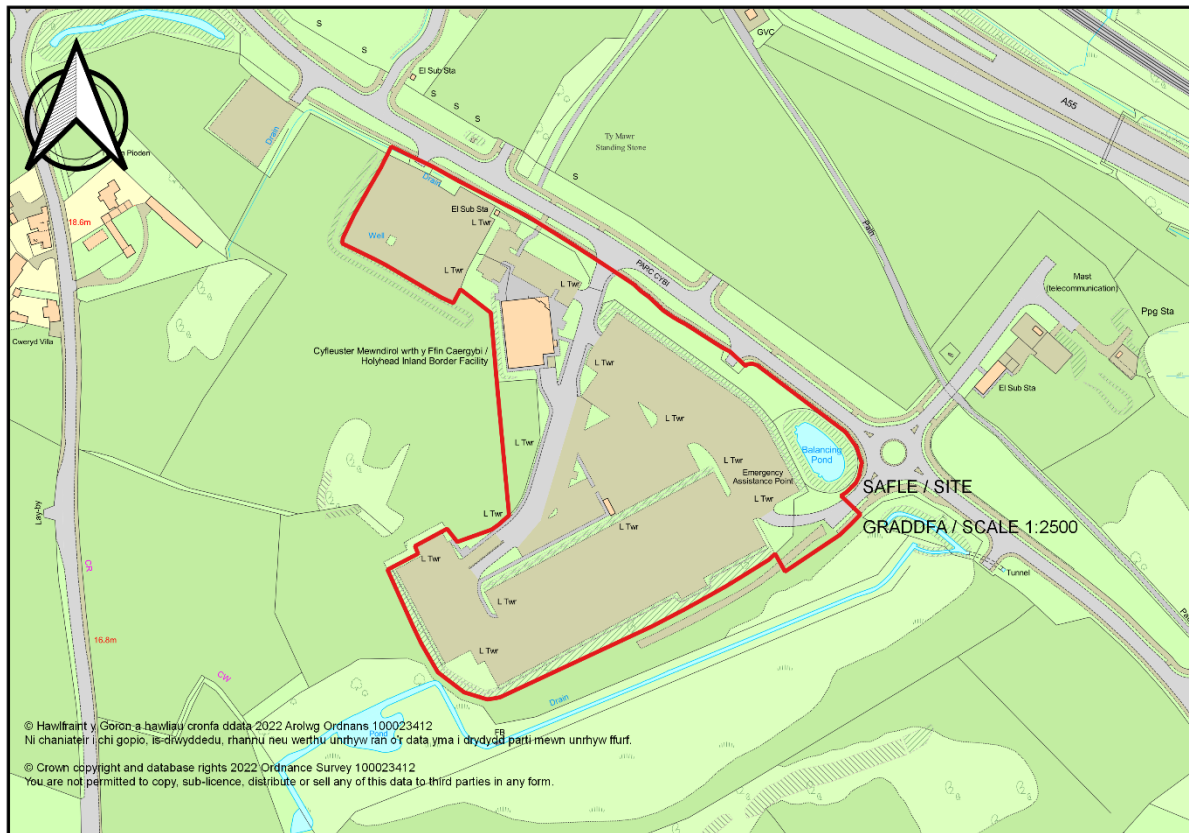 GVC
S
El Sub Sta
S
A55
S
S
Drain
Ty Mawr
Standing Stone
Pioden
S
Drain
El Sub Sta
18.6m
L Twr
Path
Well
PARC CYBI
L Twr
L Twr
Mast
(telecommunication)
Ppg Sta
Cweryd Villa
Cyfleuster Mewndirol wrth y Ffin Caergybi /
Holyhead Inland Border Facility
L Twr
El Sub Sta
L Twr
L Twr
Balancing
Pond
L Twr
Emergency
Assistance Point
SAFLE / SITE
L Twr
Lay-by
L Twr
L Twr
GRADDFA / SCALE 1:2500
L Twr
CR
Tunnel
L Twr
Path
16.8m
L Twr
CW
Drain
© Hawlfraint y Goron a hawliau cronfa ddata 2022 Arolwg Ordnans 100023412
Pond
FB
Ni chaniateir i chi gopio, is-drwyddedu, rhannu neu werthu unrhyw ran o'r data yma i drydydd parti mewn unrhyw ffurf.
© Crown copyright and database rights 2022 Ordnance Survey 100023412
You are not permitted to copy, sub-licence, distribute or sell any of this data to third parties in any form.